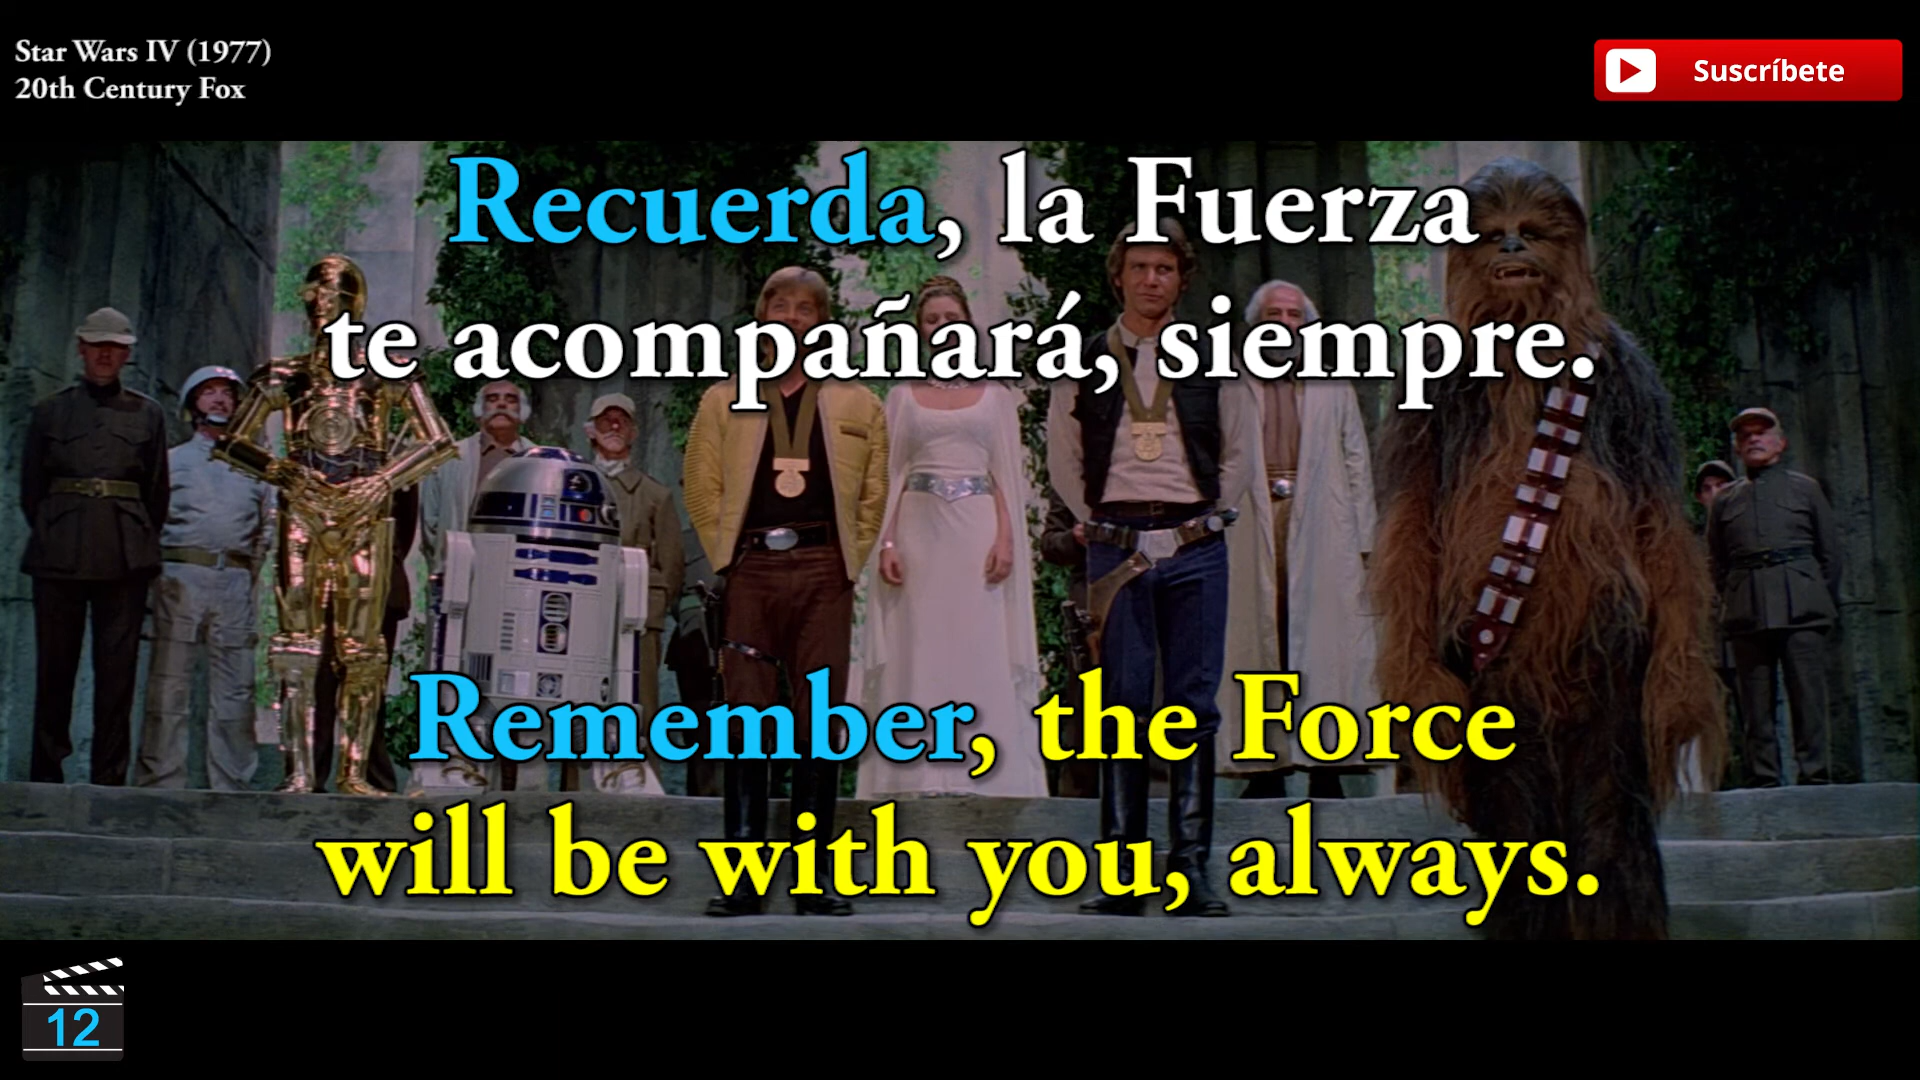 Star Wars IV (1977)
20th Century Fox
Suscríbete
Recuerda, la Fuerza
te acompañará, siempre.
Remember, the Force
will be with you, always.
12